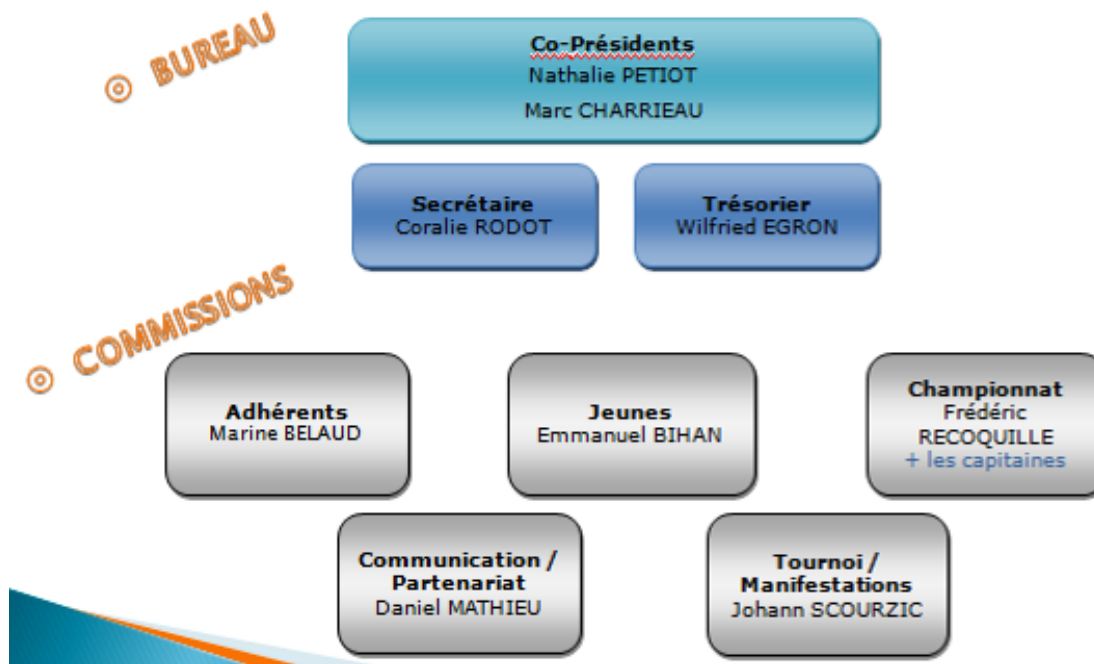 BUREAU
Co-Présidents
Nathalie PETIOT
Marc CHARRIEAU
Secrétaire
Coralie RODOT
Trésorier
Wilfried EGRON
COMMISSIONS
Adhérents
Marine BELAUD
Jeunes
Emmanuel BIHAN
Championnat
Frédéric
RECOQUILLE
+ les capitaines
Communication /
Partenariat
Daniel MATHIEU
Tournoi /
Manifestations
Johann SCOURZIC